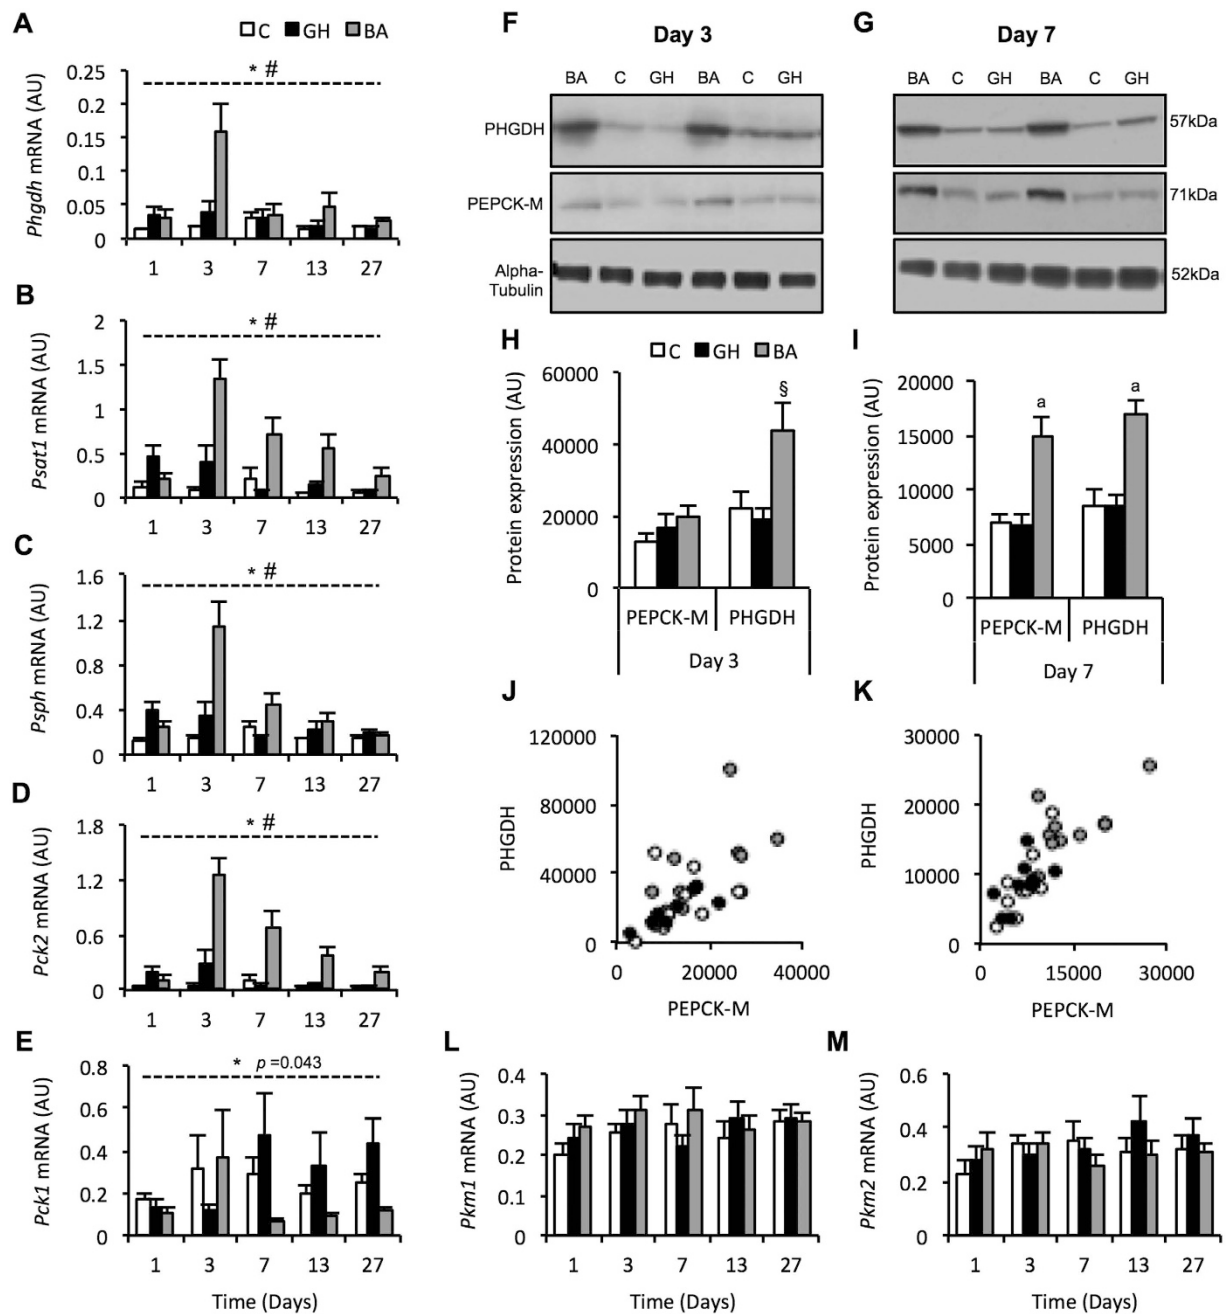 A
C GH BA
* #
Phgdh mRNA (AU)
0.25
0.2
0.15
0.1
0.05
0
1 3 7 13 27
B
* #
Psat1 mRNA (AU)
2
1.5
1
0.5
0
1 3 7 13 27
C
* #
Psph mRNA (AU)
1.6
1.2
0.8
0.4
0
1 3 7 13 27
D
* #
Pck2 mRNA (AU)
1.8
1.2
0.6
0
1 3 7 13 27
E
* p =0.043
Pck1 mRNA (AU)
0.8
0.6
0.4
0.2
0
1 3 7 13 27
Time (Days)
F
Day 3
BA C GH BA C GH
PHGDH
PEPCK-M
Alpha-
Tubulin
G
Day 7
BA C GH BA C GH
57kDa
71kDa
52kDa
H
C GH BA
Protein expression (AU)
60000
40000
20000
0
§
PEPCK-M PHGDH
Day 3
I
Protein expression (AU)
20000
15000
10000
5000
0
a a
PEPCK-M PHGDH
Day 7
J
PHGDH
120000
80000
40000
0
0 20000 40000
PEPCK-M
K
PHGDH
30000
20000
10000
0
0 15000 30000
PEPCK-M
L
Pkm1 mRNA (AU)
0.4
0.3
0.2
0.1
0
1 3 7 13 27
Time (Days)
M
Pkm2 mRNA (AU)
0.6
0.4
0.2
0
1 3 7 13 27
Time (Days)